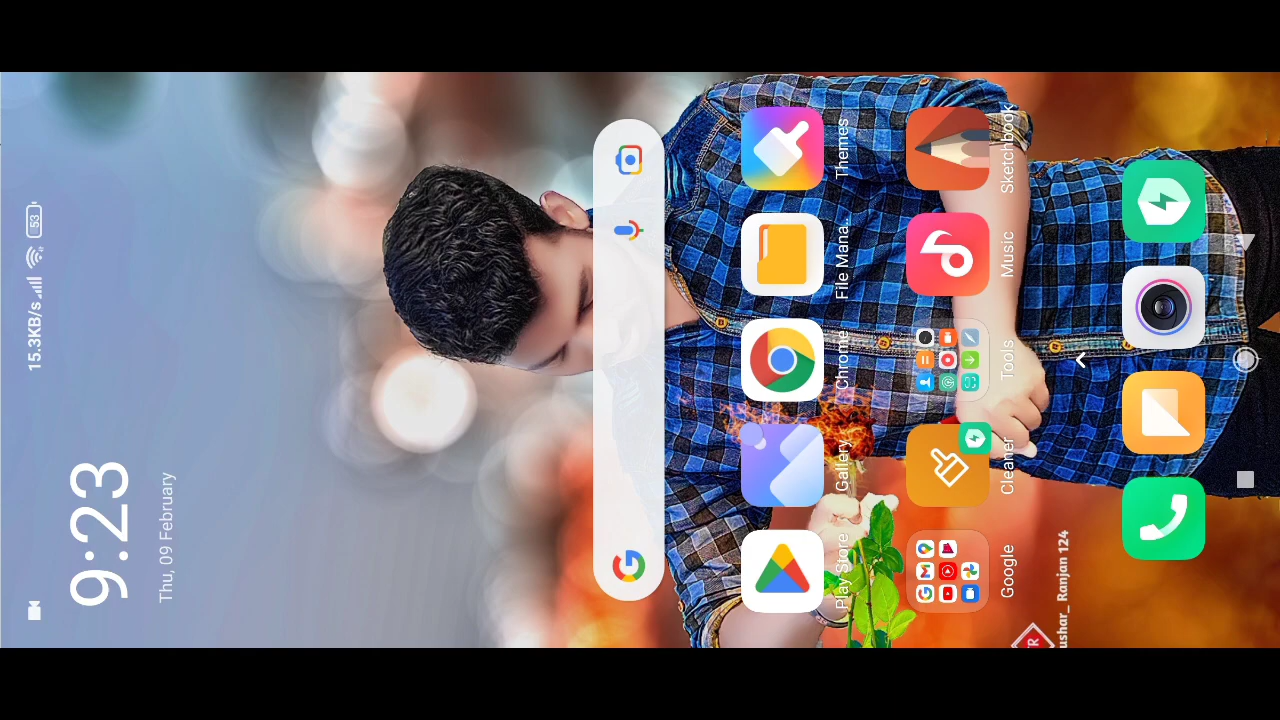 15.3KB/s
53
9:23
Thu, 09 February
Play Store
Gallery
Chrome
File Mana..
Themes
Google
Cleaner
Tools
Music
Sketchbook
ushar_ Ranjan 124